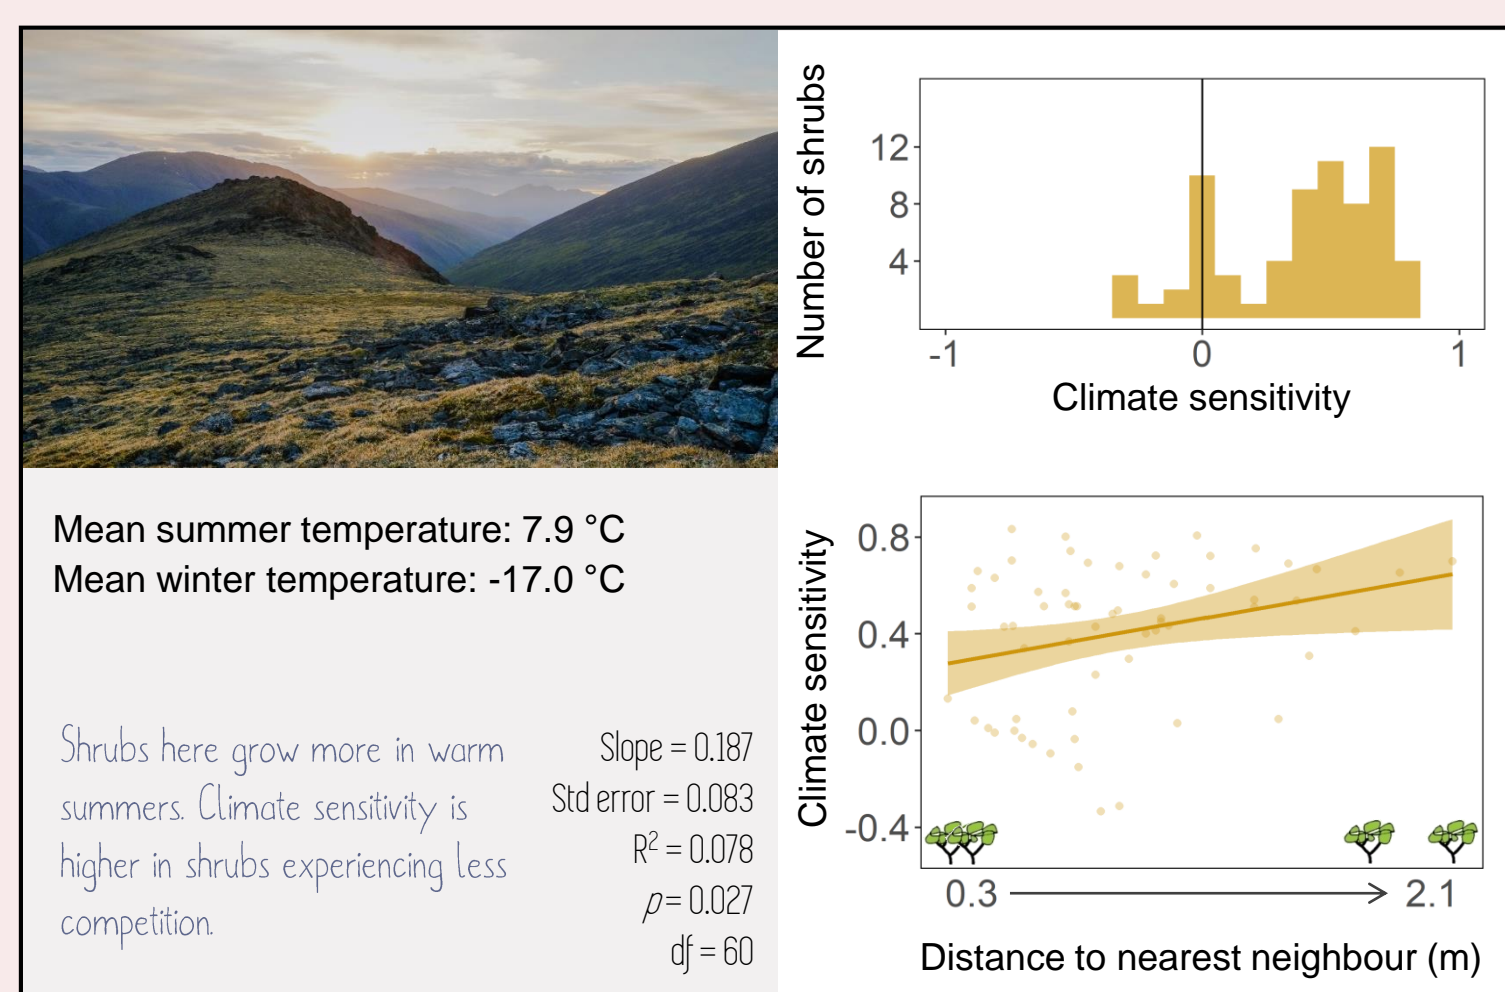 Mean summer temperature: 7.9 °C
Mean winter temperature: -17.0 °C
Shrubs here grow more in warm
summers. Climate sensitivity is
higher in shrubs experiencing less
competition.
Slope = 0.187
Std error = 0.083
R² = 0.078
p = 0.027
df = 60
Number of shrubs
12
8
4
-1 0 1
Climate sensitivity
Climate sensitivity
0.8
0.4
0.0
-0.4
0.3 2.1
Distance to nearest neighbour (m)